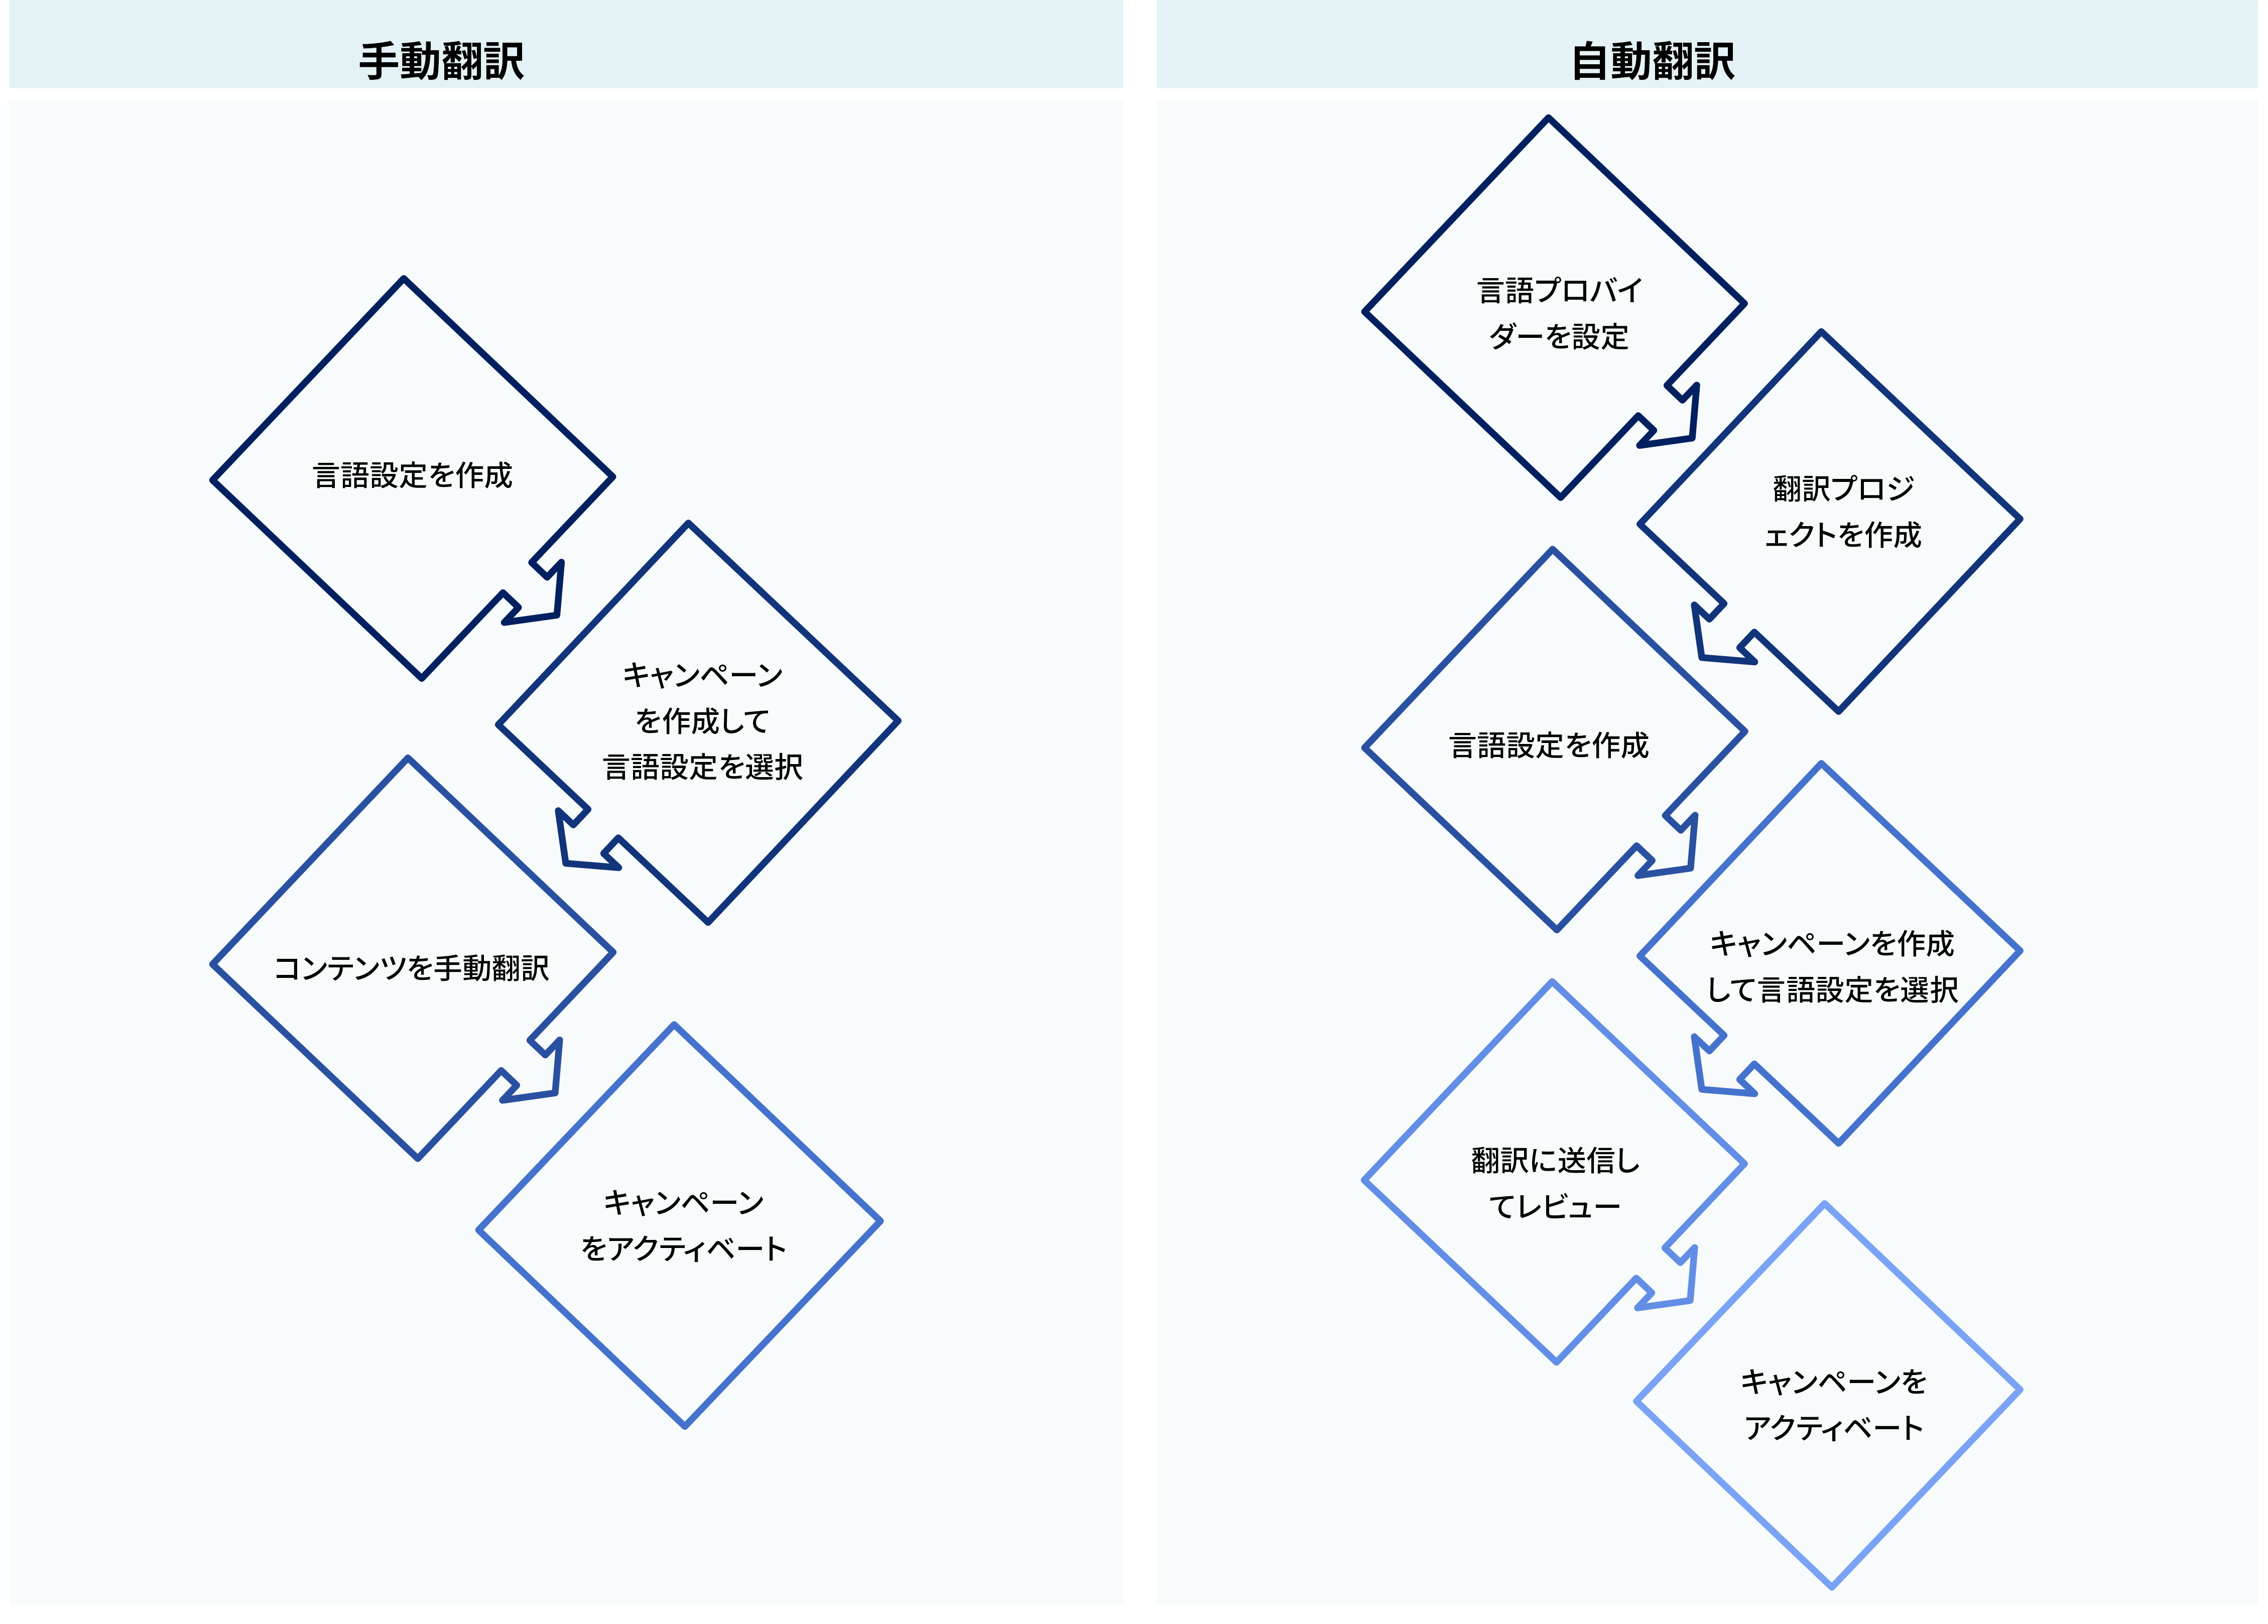 手動翻訳
言語設定を作成
キャンペーン
を作成して
言語設定を選択
コンテンツを手動翻訳
キャンペーン
をアクティベート
自動翻訳
言語プロバイ
ダーを設定
翻訳プロジ
ェクトを作成
言語設定を作成
キャンペーンを作成
して言語設定を選択
翻訳に送信し
てレビュー
キャンペーンを
アクティベート